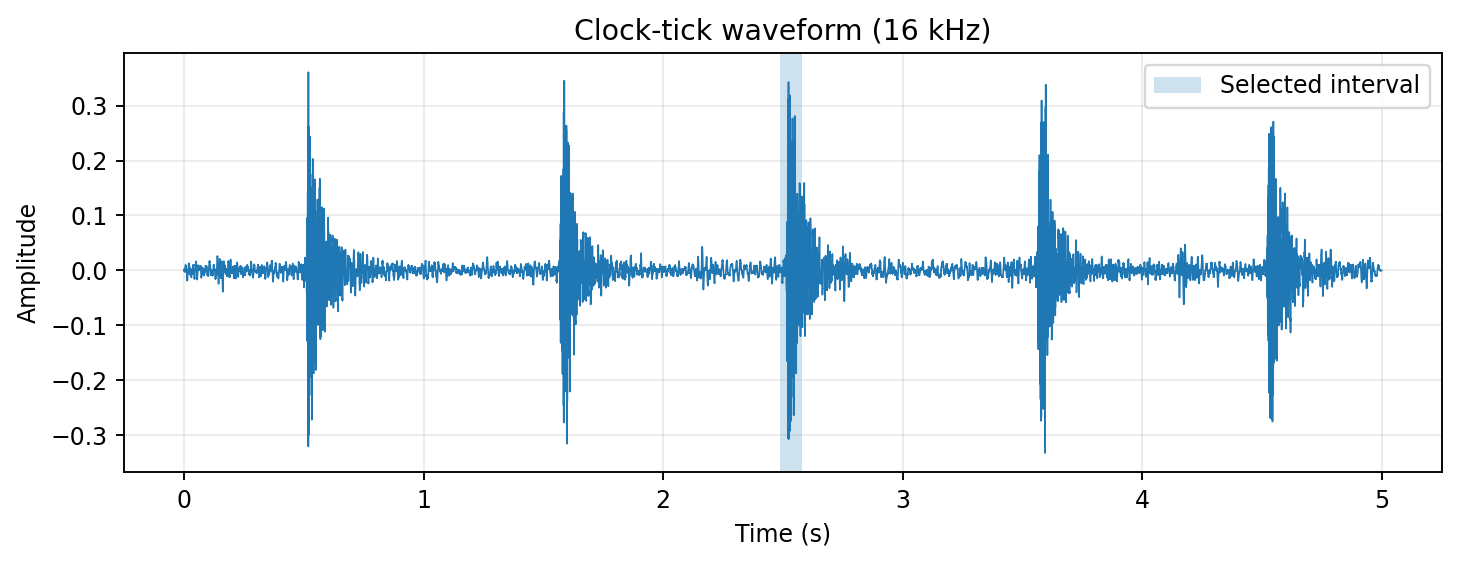 Clock-tick waveform (16 kHz)
Selected interval
0.3
0.2
0.1
0.0
−0.1
−0.2
−0.3
Amplitude
0 1 2 3 4 5
Time (s)